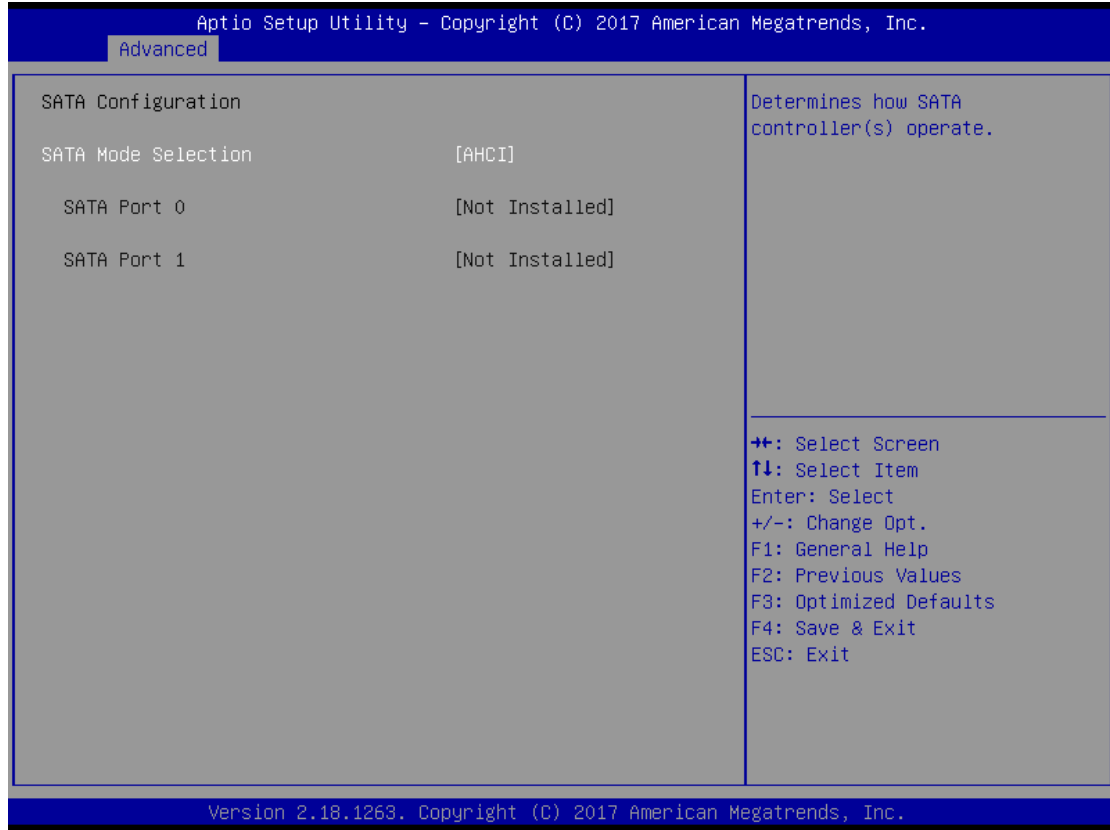 Aptio Setup Utility – Copyright (C) 2017 American Megatrends, Inc.
Advanced
SATA Configuration
SATA Mode Selection [AHCI]
SATA Port 0 [Not Installed]
SATA Port 1 [Not Installed]
Determines how SATA
controller(s) operate.
→←: Select Screen
↑↓: Select Item
Enter: Select
+/-: Change Opt.
F1: General Help
F2: Previous Values
F3: Optimized Defaults
F4: Save & Exit
ESC: Exit
Version 2.18.1263. Copyright (C) 2017 American Megatrends, Inc.